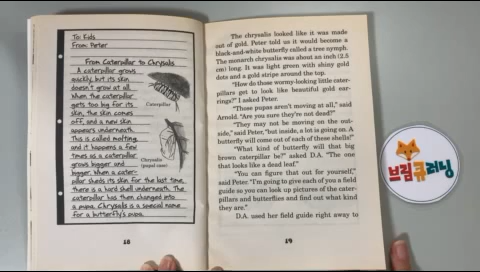 To: Kids
From: Peter
From Caterpillar to Chrysalis
A caterpillar grows
quickly, but its skin
doesn't grow at all.
When the caterpillar
gets too big for its
skin, the skin comes
off, and a new skin
appears underneath.
This is called molting,
and it happens a few
times as a caterpillar
grows bigger and
bigger. When a cater-
pillar sheds its skin for the last time,
there is a hard shell underneath. The
caterpillar has then changed into
a pupa. Chrysalis is a special name
for a butterfly's pupa.
Caterpillar
Chrysalis
(pupal case)
18
The chrysalis looked like it was made
out of gold. Peter told us it would become a
black-and-white butterfly called a tree nymph.
The monarch chrysalis was about an inch (2.5
cm) long. It was light green with shiny gold
dots and a gold stripe around the top.
"How do those wormy-looking little cater-
pillars get to look like beautiful gold ear-
rings?" I asked Peter.
"Those pupas aren't moving at all," said
Arnold. "Are you sure they're not dead?"
"They may not be moving on the out-
side," said Peter, "but inside, a lot is going on. A
butterfly will come out of each of these shells!"
"What kind of butterfly will that big
brown caterpillar be?" asked D.A. "The one
that looks like a dead leaf."
"You can figure that out for yourself,"
said Peter. "I'm going to give each of you a field
guide so you can look up pictures of the cater-
pillars and butterflies and find out what kind
they are."
D.A. used her field guide right away to
19
브림큐러닝